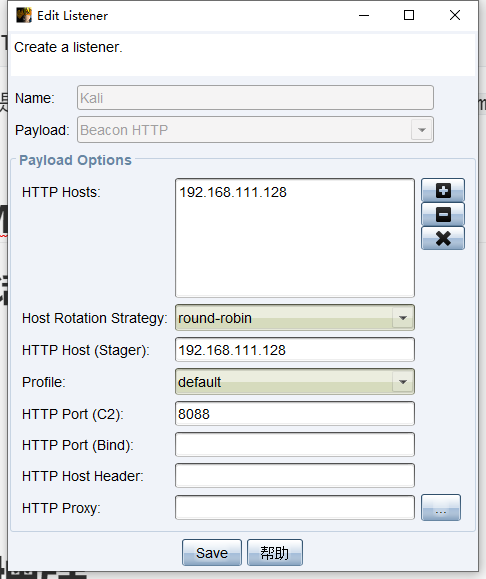 Edit Listener
Create a listener.
Name: Kali
Payload: Beacon HTTP
Payload Options
HTTP Hosts: 192.168.111.128
Host Rotation Strategy: round-robin
HTTP Host (Stager): 192.168.111.128
Profile: default
HTTP Port (C2): 8088
HTTP Port (Bind):
HTTP Host Header:
HTTP Proxy: ...
Save 帮助